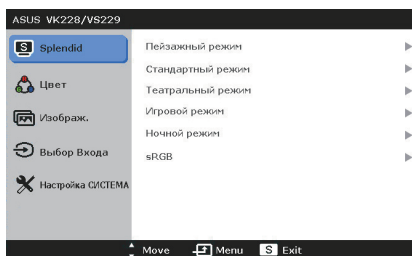 ASUS VK228/VS229
S Splendid
Цвет
Изображ.
Выбор Входа
Настройка СИСТЕМА
Пейзажный режим
Стандартный режим
Театральный режим
Игровой режим
Ночной режим
sRGB
Move Menu S Exit